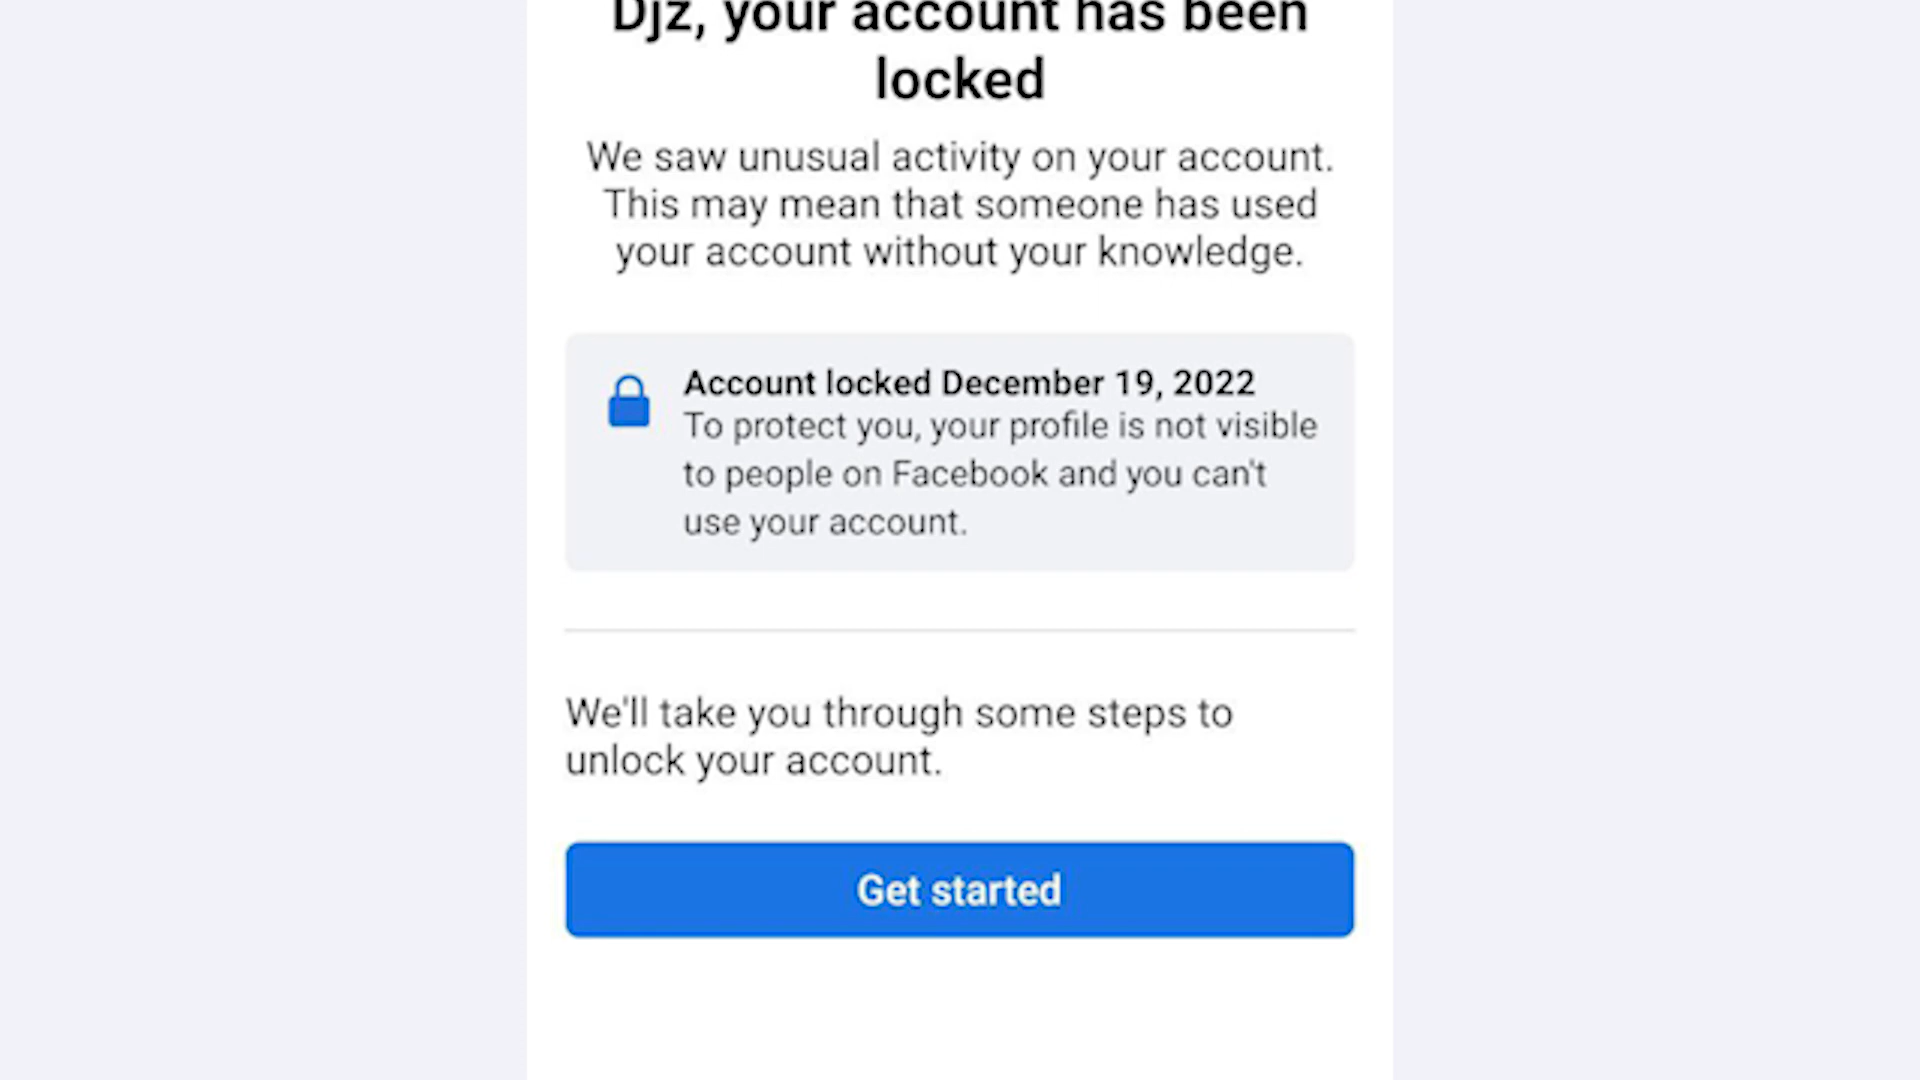 Djz, your account has been
locked
We saw unusual activity on your account.
This may mean that someone has used
your account without your knowledge.
Account locked December 19, 2022
To protect you, your profile is not visible
to people on Facebook and you can't
use your account.
We'll take you through some steps to
unlock your account.
Get started